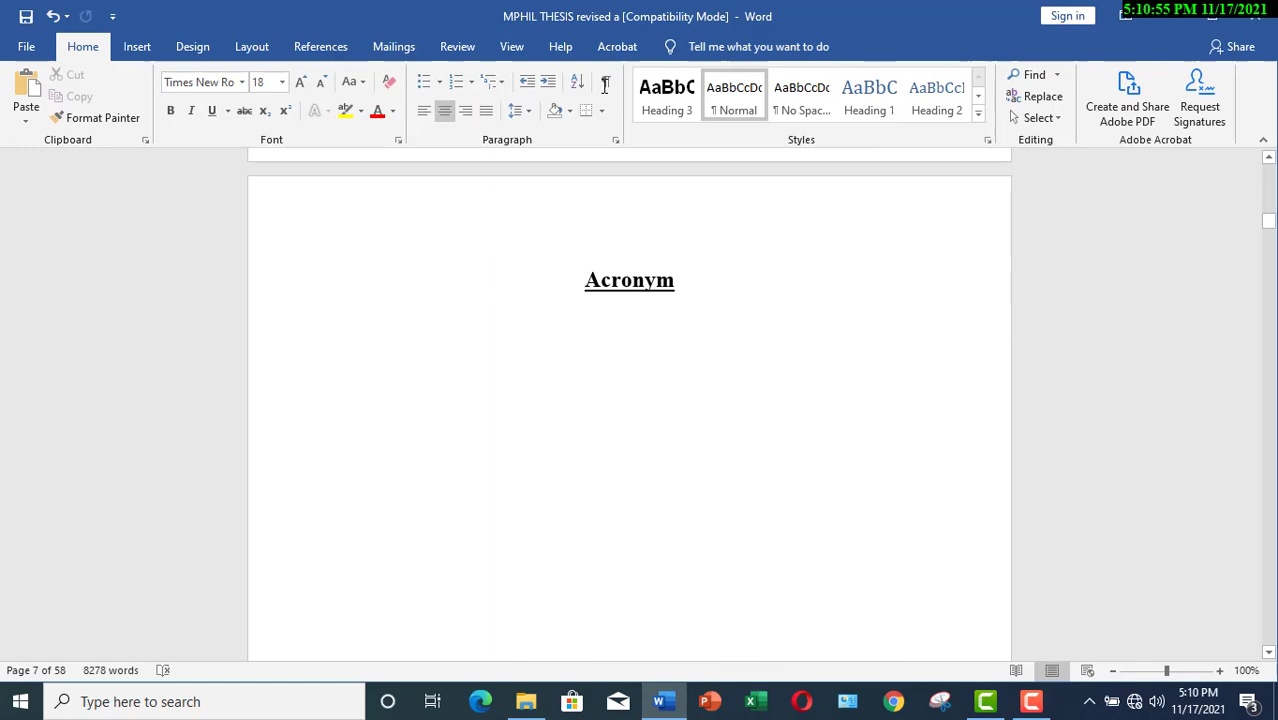 MPHIL THESIS revised a [Compatibility Mode] - Word
Sign in
5:10:55 PM 11/17/2021
File Home Insert Design Layout References Mailings Review View Help Acrobat Tell me what you want to do Share
Paste
Cut
Copy
Format Painter
Clipboard
Times New Ro 18
Font
Paragraph
AaBbC AaBbCcDc AaBbCcDc AaBbC AaBbCcl
Heading 3 ¶ Normal ¶ No Spac... Heading 1 Heading 2
Styles
Find
Replace
Select
Editing
Create and Share Adobe PDF
Request Signatures
Adobe Acrobat
Acronym
Page 7 of 58 8278 words 100%
Type here to search
5:10 PM
11/17/2021
3